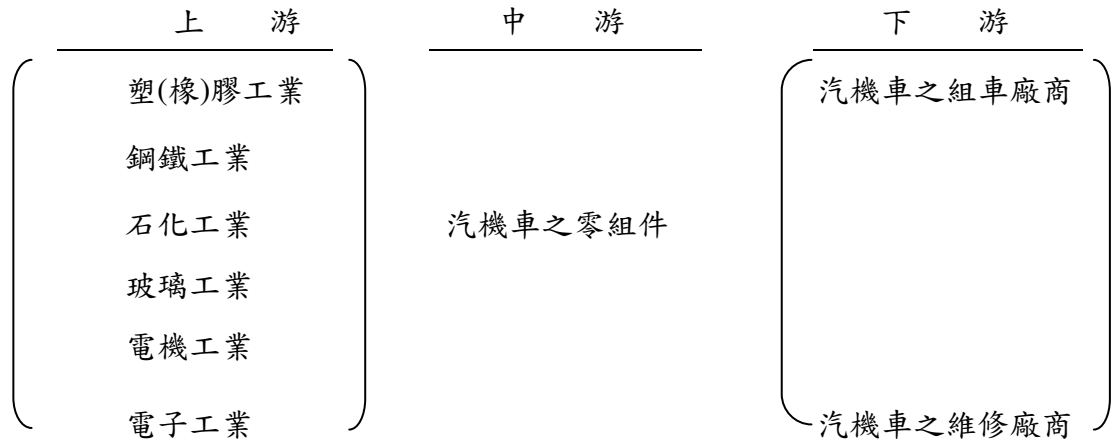 上 游 中 游 下 游
塑(橡)膠工業 汽機車之組車廠商
鋼鐵工業
石化工業 汽機車之零組件
玻璃工業
電機工業
電子工業 汽機車之維修廠商